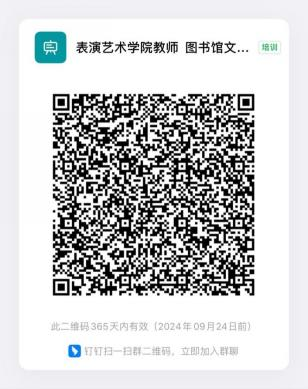 表演艺术学院教师 图书馆文... 培训
此二维码365天内有效（2024年09月24日前）
钉钉扫一扫群二维码，立即加入群聊